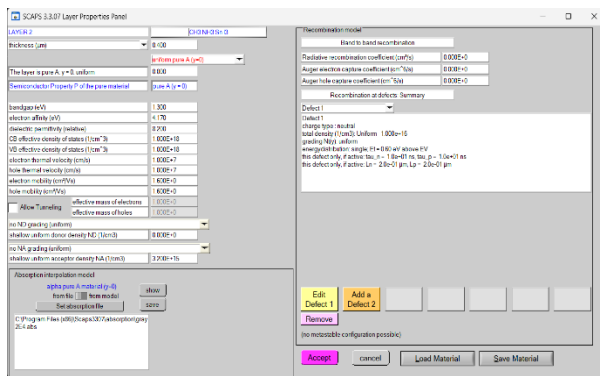 SCAPS 3.3.07 Layer Properties Panel
LAYER 2
thickness (µm)
0.400
uniform pure A (y=0)
The layer is pure A: y = 0, uniform
0.000
Semiconductor Property P of the pure material
pure A (y = 0)
bandgap (eV)
1.300
electron affinity (eV)
4.170
dielectric permittivity (relative)
8.200
CB effective density of states (1/cm^3)
1.000E+18
VB effective density of states (1/cm^3)
1.000E+18
electron thermal velocity (cm/s)
1.000E+7
hole thermal velocity (cm/s)
1.000E+7
electron mobility (cm²/Vs)
1.600E+0
hole mobility (cm²/Vs)
1.600E+0
Allow Tunneling
effective mass of electrons
1.000E+0
effective mass of holes
1.000E+0
no ND grading (uniform)
shallow uniform donor density ND (1/cm3)
0.000E+0
no NA grading (uniform)
shallow uniform acceptor density NA (1/cm3)
3.200E+15
Absorption interpolation model
alpha pure A material (y=0)
from file
from model
show
Set absorption file
save
C:\Program Files (x86)\Scaps3307\absorption\gray
2E4.abs
Recombination model
Band to band recombination
Radiative recombination coefficient (cm³/s)
0.000E+0
Auger electron capture coefficient (cm^6/s)
0.000E+0
Auger hole capture coefficient (cm^6/s)
0.000E+0
Recombination at defects: Summary
Defect 1
Defect 1
charge type : neutral
total density (1/cm3): Uniform 1.000e+15
grading Nt(y): uniform
energydistribution: single; Et = 0.60 eV above EV
this defect only, if active: tau_n = 1.0e+01 ns, tau_p = 1.0e+01 ns
this defect only, if active: Ln = 2.0e-01 µm, Lp = 2.0e-01 µm
Edit
Defect 1
Add a
Defect 2
Remove
(no metastable configuration possible)
Accept
cancel
Load Material
Save Material